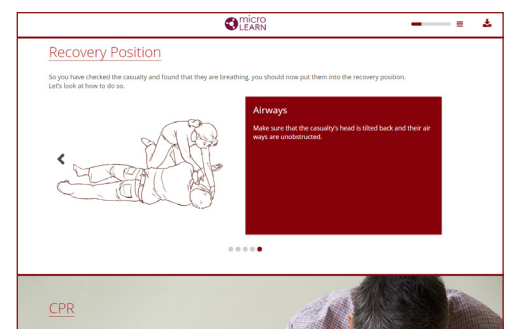 micro
LEARN
Recovery Position
So you have checked the casualty and found that they are breathing, you should now put them into the recovery position.
Let's look at how to do so.
Airways
Make sure that the casualty's head is tilted back and their air
ways are unobstructed.
CPR